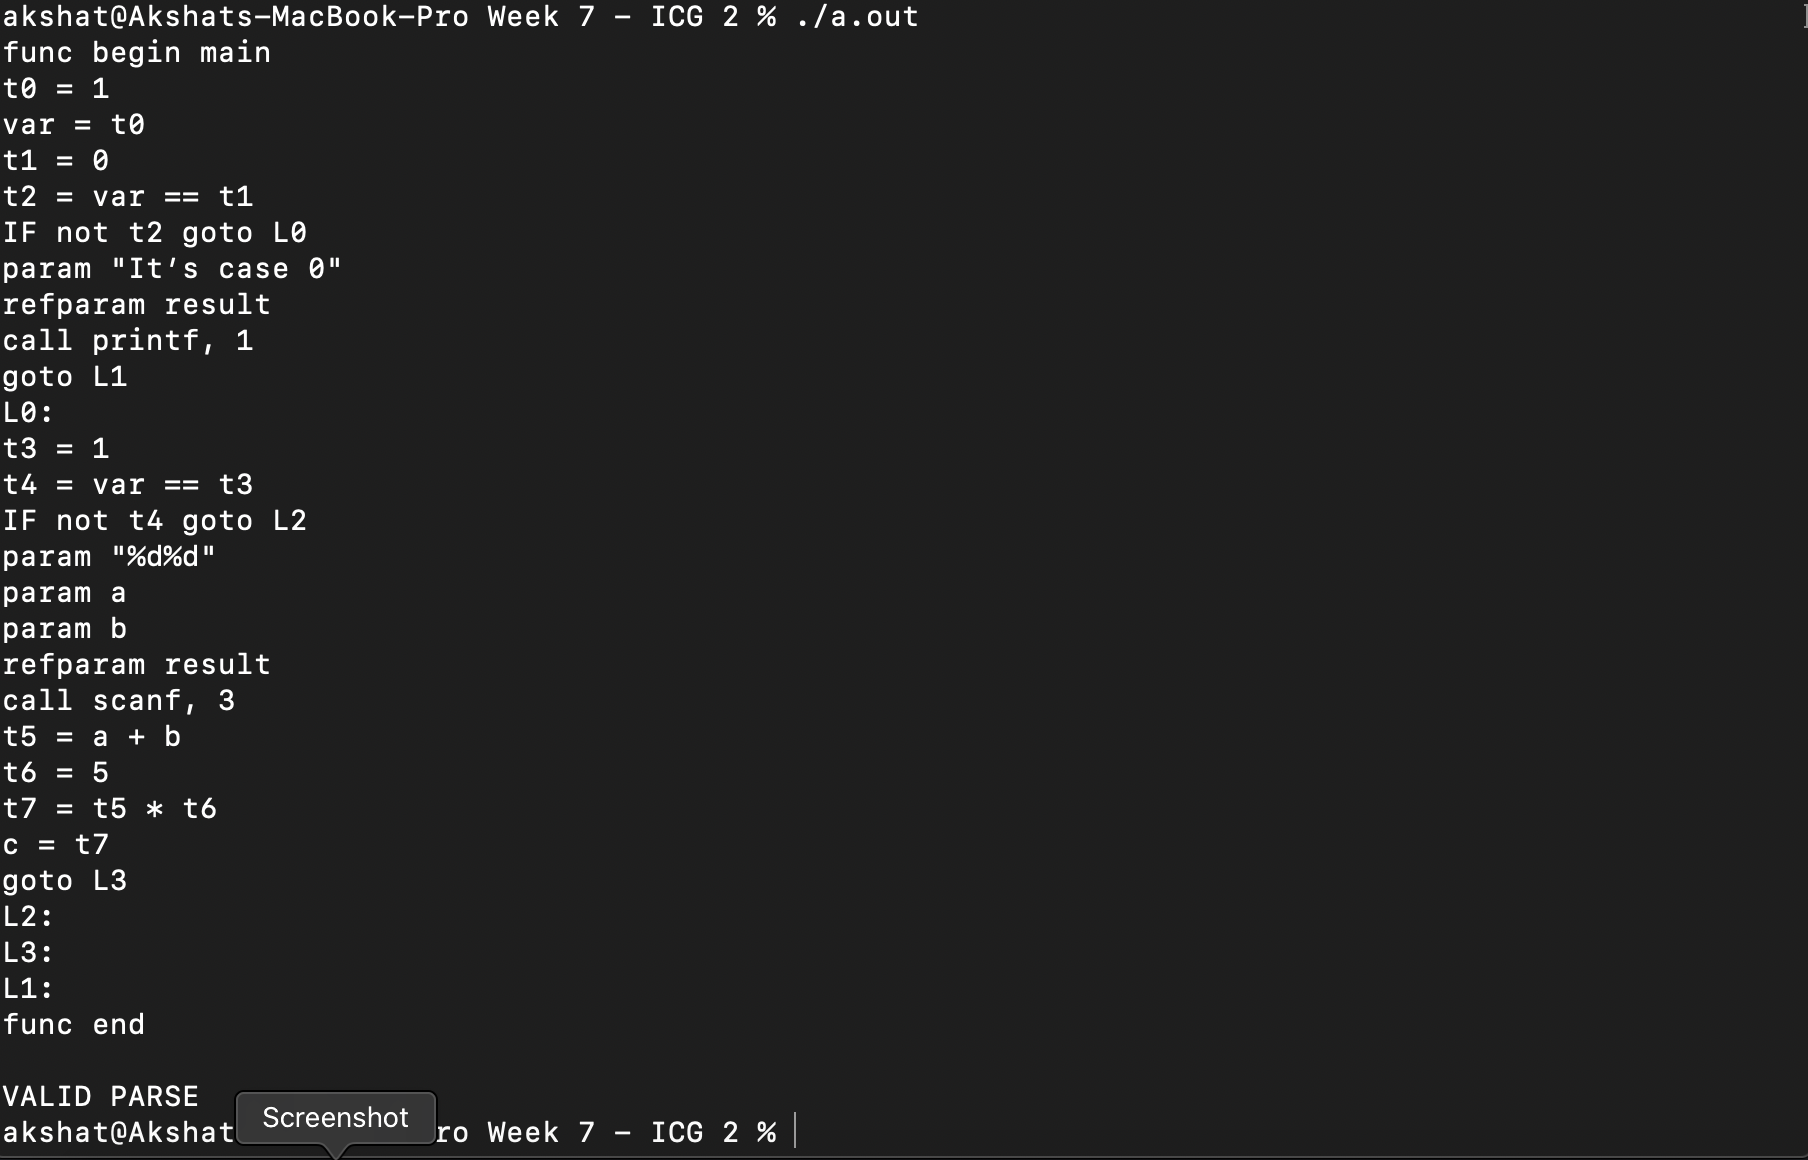 akshat@Akshats-MacBook-Pro Week 7 - ICG 2 % ./a.out
func begin main
t0 = 1
var = t0
t1 = 0
t2 = var == t1
IF not t2 goto L0
param "It’s case 0"
refparam result
call printf, 1
goto L1
L0:
t3 = 1
t4 = var == t3
IF not t4 goto L2
param "%d%d"
param a
param b
refparam result
call scanf, 3
t5 = a + b
t6 = 5
t7 = t5 * t6
c = t7
goto L3
L2:
L3:
L1:
func end
VALID PARSE
Screenshot
akshat@Akshat ro Week 7 - ICG 2 %